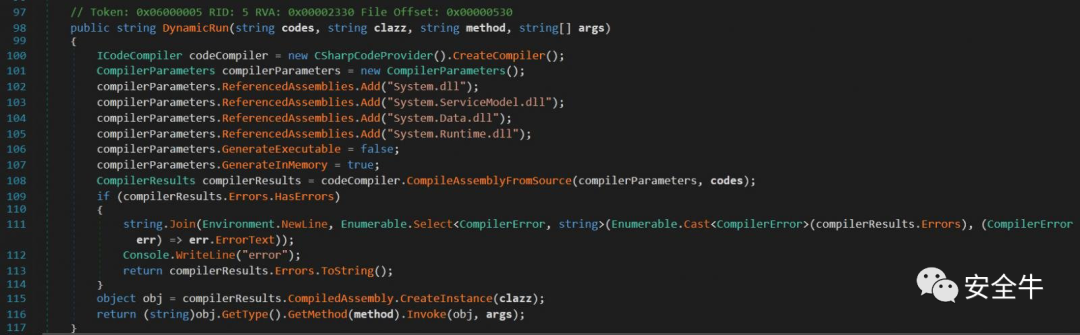 97 // Token: 0x06000005 RID: 5 RVA: 0x00002330 File Offset: 0x00000530
98 public string DynamicRun(string codes, string clazz, string method, string[] args)
99 {
100 ICodeCompiler codeCompiler = new CSharpCodeProvider().CreateCompiler();
101 CompilerParameters compilerParameters = new CompilerParameters();
102 compilerParameters.ReferencedAssemblies.Add("System.dll");
103 compilerParameters.ReferencedAssemblies.Add("System.ServiceModel.dll");
104 compilerParameters.ReferencedAssemblies.Add("System.Data.dll");
105 compilerParameters.ReferencedAssemblies.Add("System.Runtime.dll");
106 compilerParameters.GenerateExecutable = false;
107 compilerParameters.GenerateInMemory = true;
108 CompilerResults compilerResults = codeCompiler.CompileAssemblyFromSource(compilerParameters, codes);
109 if (compilerResults.Errors.HasErrors)
110 {
111 string.Join(Environment.NewLine, Enumerable.Select<CompilerError, string>(Enumerable.Cast<CompilerError>(compilerResults.Errors), (CompilerError
err) => err.ErrorText));
112 Console.WriteLine("error");
113 return compilerResults.Errors.ToString();
114 }
115 object obj = compilerResults.CompiledAssembly.CreateInstance(clazz);
116 return (string)obj.GetType().GetMethod(method).Invoke(obj, args);
117 }
安全牛